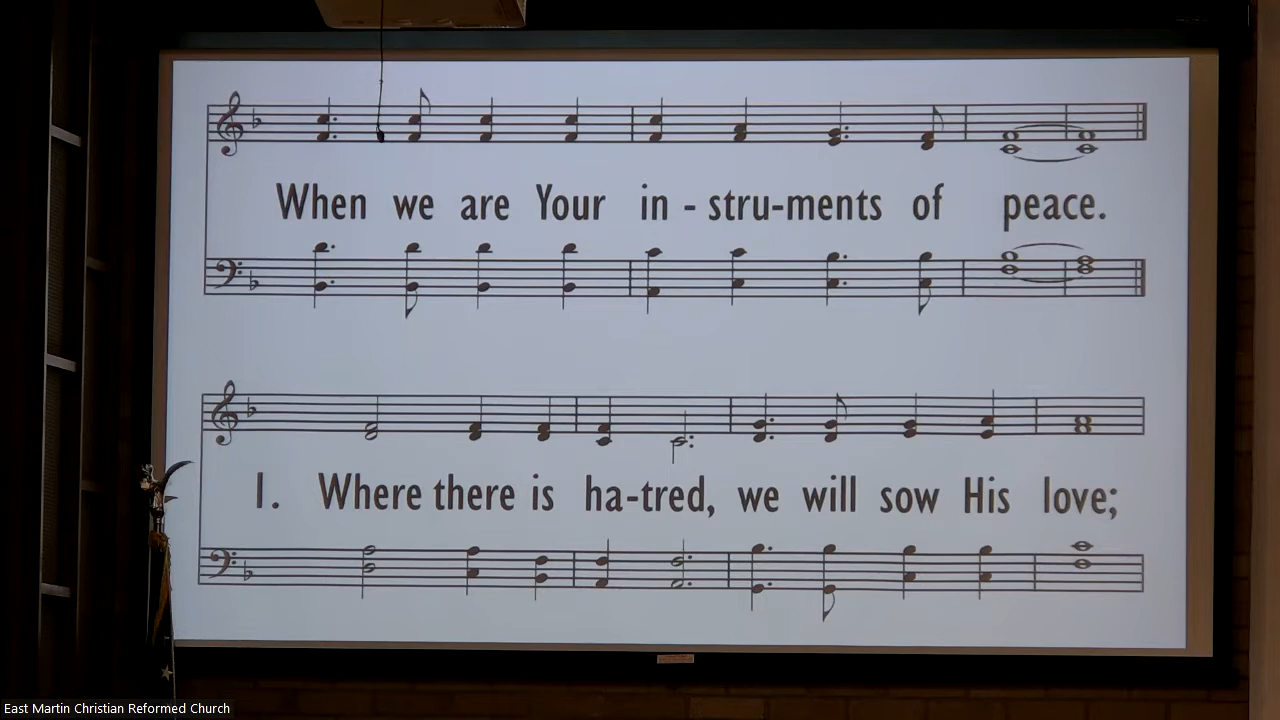 When we are Your in - stru-ments of peace.
1. Where there is ha-tred, we will sow His love;
East Martin Christian Reformed Church